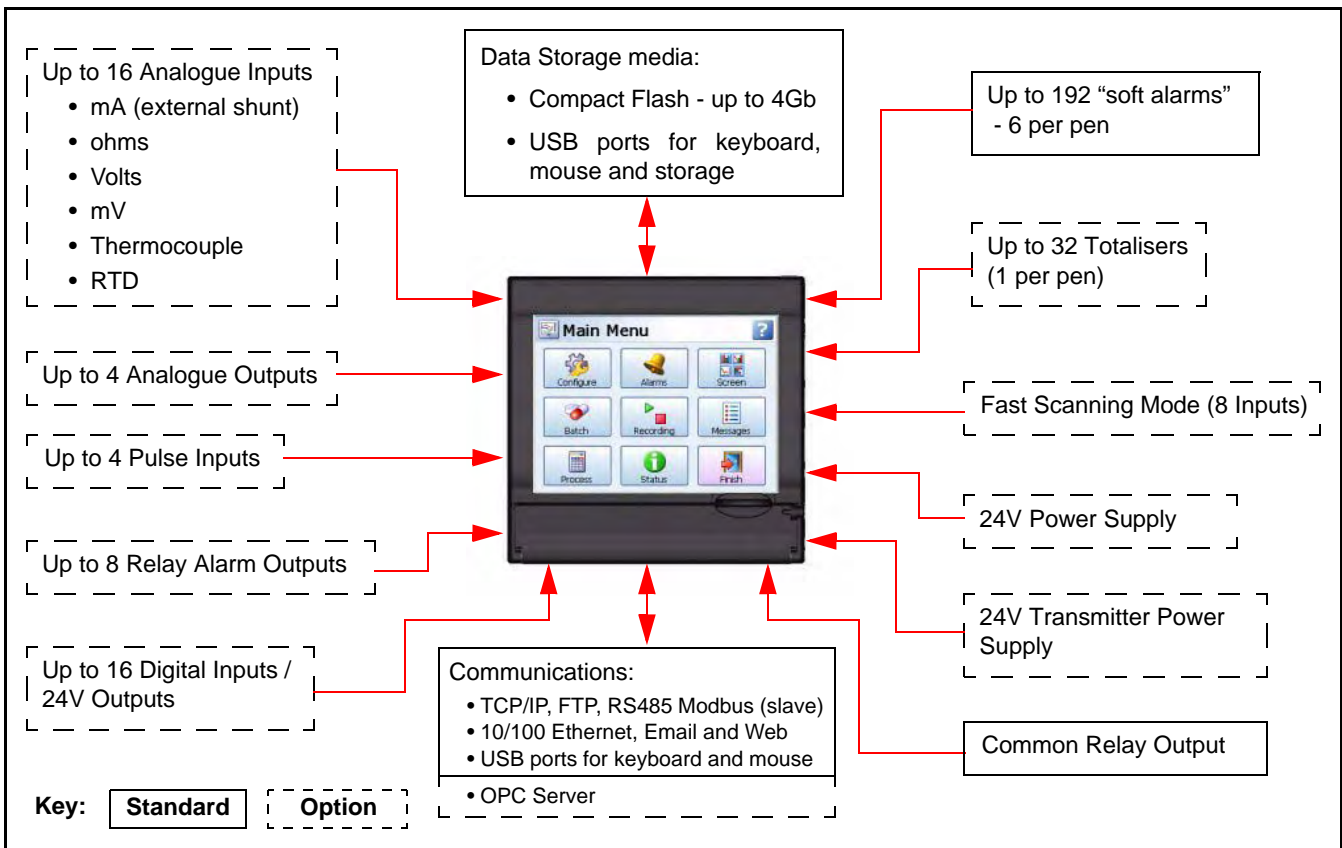 Up to 16 Analogue Inputs
• mA (external shunt)
• ohms
• Volts
• mV
• Thermocouple
• RTD
Up to 4 Analogue Outputs
Up to 4 Pulse Inputs
Up to 8 Relay Alarm Outputs
Up to 16 Digital Inputs /
24V Outputs
Data Storage media:
• Compact Flash - up to 4Gb
• USB ports for keyboard,
mouse and storage
Main Menu
?
Configure
Alarms
Screen
Batch
Recording
Messages
Process
Status
Finish
Communications:
• TCP/IP, FTP, RS485 Modbus (slave)
• 10/100 Ethernet, Email and Web
• USB ports for keyboard and mouse
• OPC Server
Up to 192 “soft alarms”
- 6 per pen
Up to 32 Totalisers
(1 per pen)
Fast Scanning Mode (8 Inputs)
24V Power Supply
24V Transmitter Power
Supply
Common Relay Output
Key: Standard Option